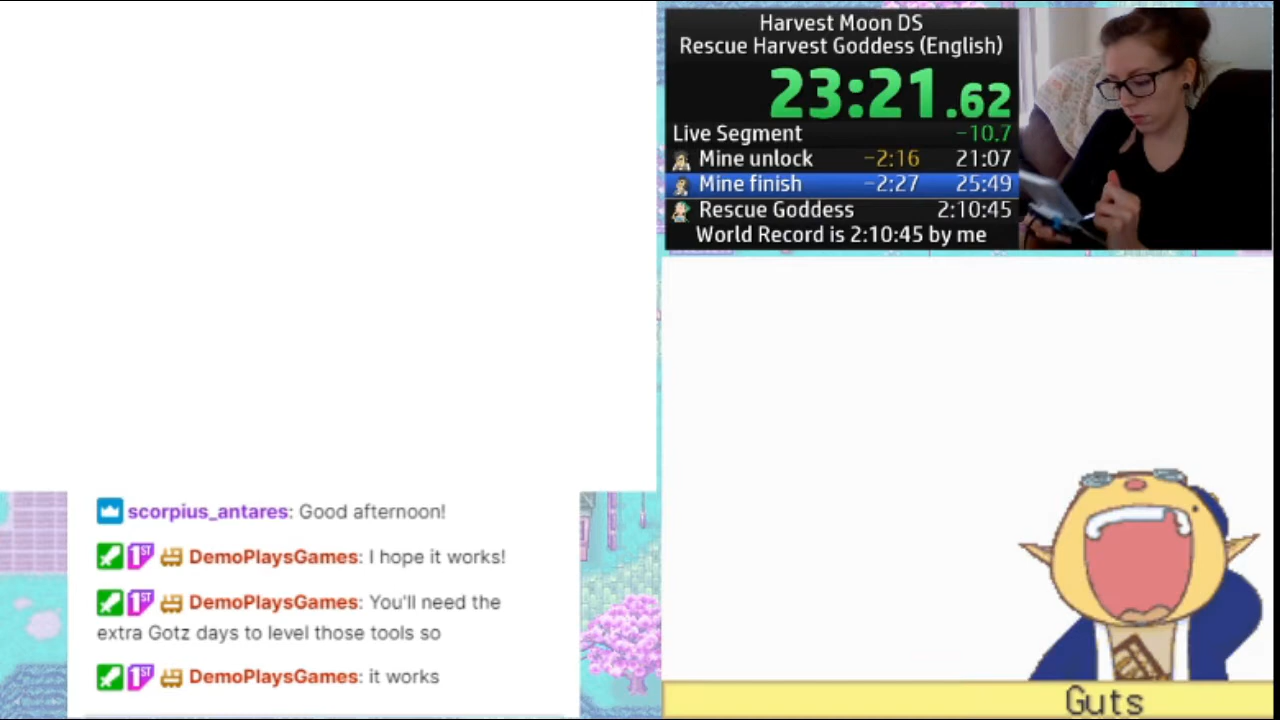 Harvest Moon DS
Rescue Harvest Goddess (English)
23:21.62
Live Segment -10.7
Mine unlock -2:16 21:07
Mine finish -2:27 25:49
Rescue Goddess 2:10:45
World Record is 2:10:45 by me
scorpius_antares: Good afternoon!
1ST DemoPlaysGames: I hope it works!
1ST DemoPlaysGames: You'll need the
extra Gotz days to level those tools so
1ST DemoPlaysGames: it works
Guts